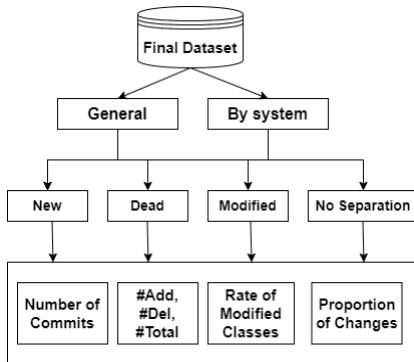 Final Dataset
General
By system
New
Dead
Modified
No Separation
Number of
Commits
#Add,
#Del,
#Total
Rate of
Modified
Classes
Proportion
of Changes